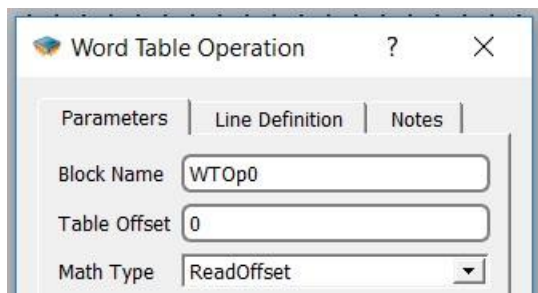 Word Table Operation ?
Parameters Line Definition Notes
Block Name WTOp0
Table Offset 0
Math Type ReadOffset